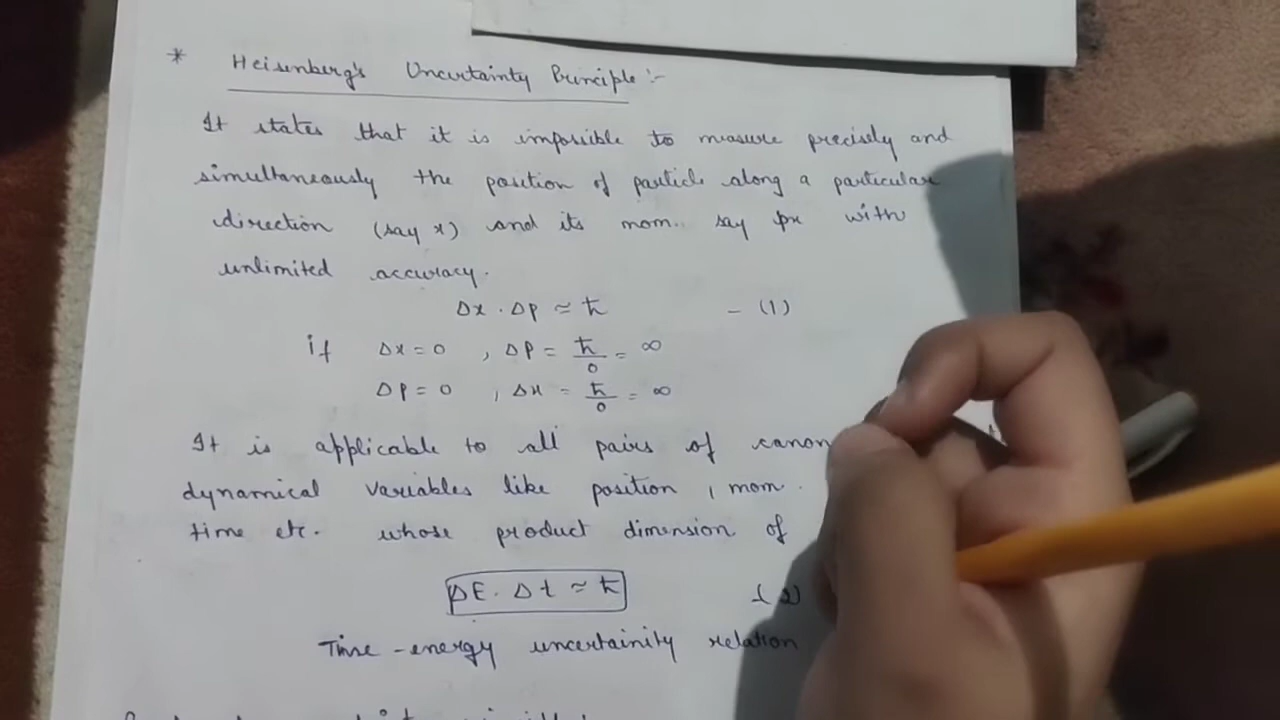 * Heisenberg's Uncertainty Principle :-
It states that it is impossible to measure precisely and
simultaneously the position of particle along a particular
direction (say x) and its mom. say px with
unlimited accuracy.
Δx . Δp ≈ ħ – (1)
if Δx = 0 , Δp = ħ/0 = ∞
Δp = 0 , Δx = ħ/0 = ∞
It is applicable to all pairs of canon
dynamical variables like position , mom.
time etc. whose product dimension of
ΔE . Δt ≈ ħ –(2)
Time - energy uncertainity relation